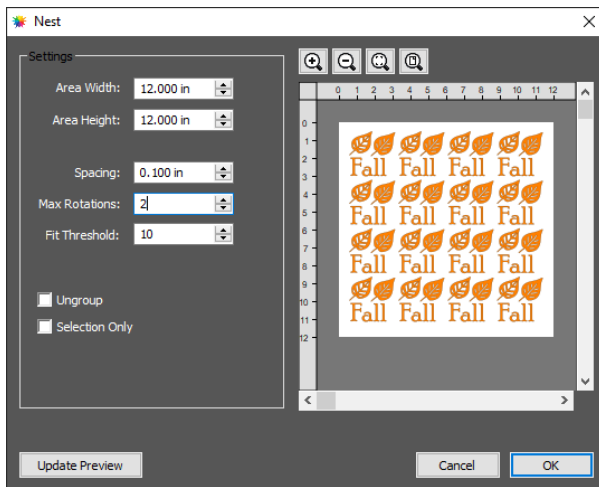 Nest
Settings
Area Width: 12.000 in
Area Height: 12.000 in
Spacing: 0.100 in
Max Rotations: 2
Fit Threshold: 10
Ungroup
Selection Only
0 1 2 3 4 5 6 7 8 9 10 11 12
0
1
2
3
4
5
6
7
8
9
10
11
12
Fall Fall Fall Fall
Fall Fall Fall Fall
Fall Fall Fall Fall
Fall Fall Fall Fall
Update Preview
Cancel
OK